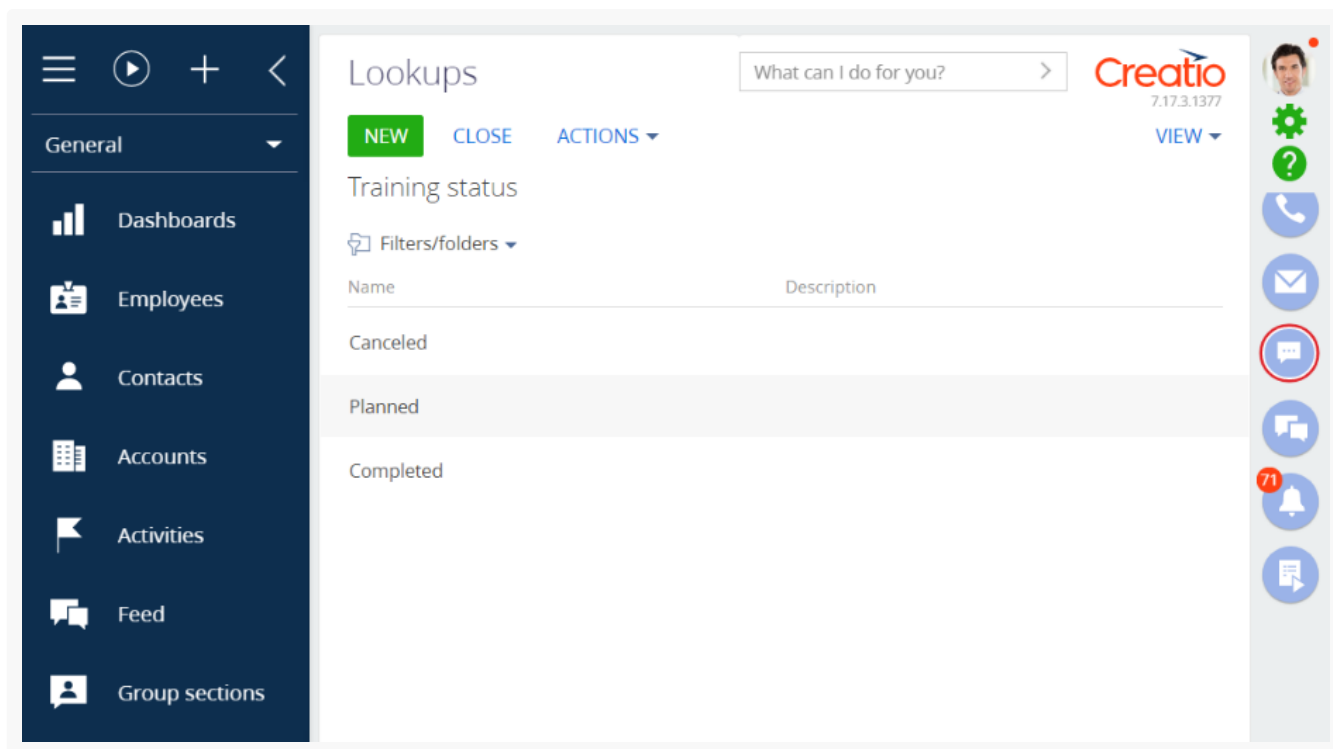 General
Dashboards
Employees
Contacts
Accounts
Activities
Feed
Group sections
Lookups
What can I do for you?
Creatio
7.17.3.1377
NEW CLOSE ACTIONS VIEW
Training status
Filters/folders
Name Description
Canceled
Planned
Completed
71